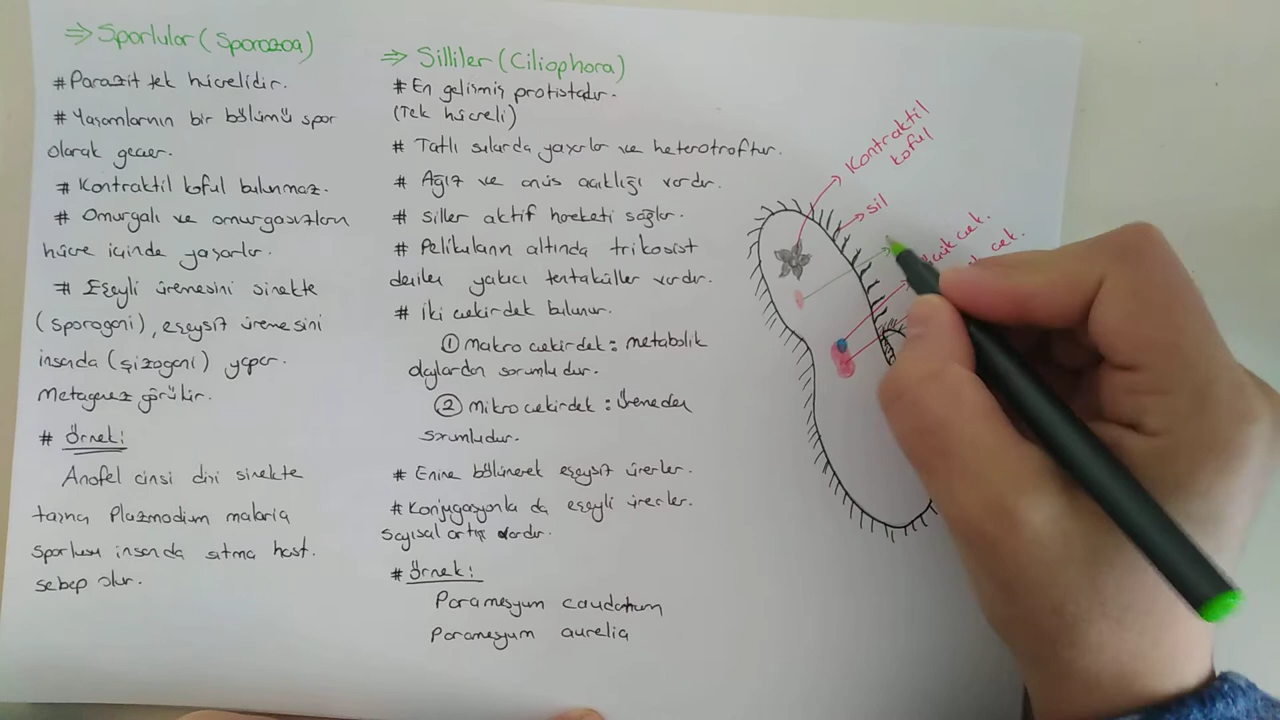 ⇒ Sporlular (Sporozoa)
# Parazit tek hücrelidir.
# Yaşamlarının bir bölümü spor
olarak geçer.
# Kontraktil koful bulunmaz.
# Omurgalı ve omurgasızların
hücre içinde yaşarlar.
# Eşeyli üremesini sinekte
(sporogoni), eşeysiz üremesini
insanda (şizogoni) yapar.
Metagenez görülür.
# Örnek:
Anofel cinsi dişi sinekte
taşınan Plazmodium malaria
sporlusu insanda sıtma hast.
sebep olur.
⇒ Silliler (Ciliophora)
# En gelişmiş protistadır.
(Tek hücreli)
# Tatlı sularda yaşarlar ve heterotroftur.
# Ağız ve anüs açıklığı vardır.
# Siller aktif hareketi sağlar.
# Pelikulanın altında trikosist
denilen yakıcı tentaküller vardır.
# İki çekirdek bulunur.
① Makro çekirdek: metabolik
olaylardan sorumludur.
② Mikro çekirdek: Üremeden
sorumludur.
# Enine bölünerek eşeysiz ürerler.
# Konjugasyonla da eşeyli ürerler.
sayısal artış vardır.
# Örnek:
Paramesyum caudatum
Paramesyum aurelia
Kontraktil
koful
sil
çek.
çek.